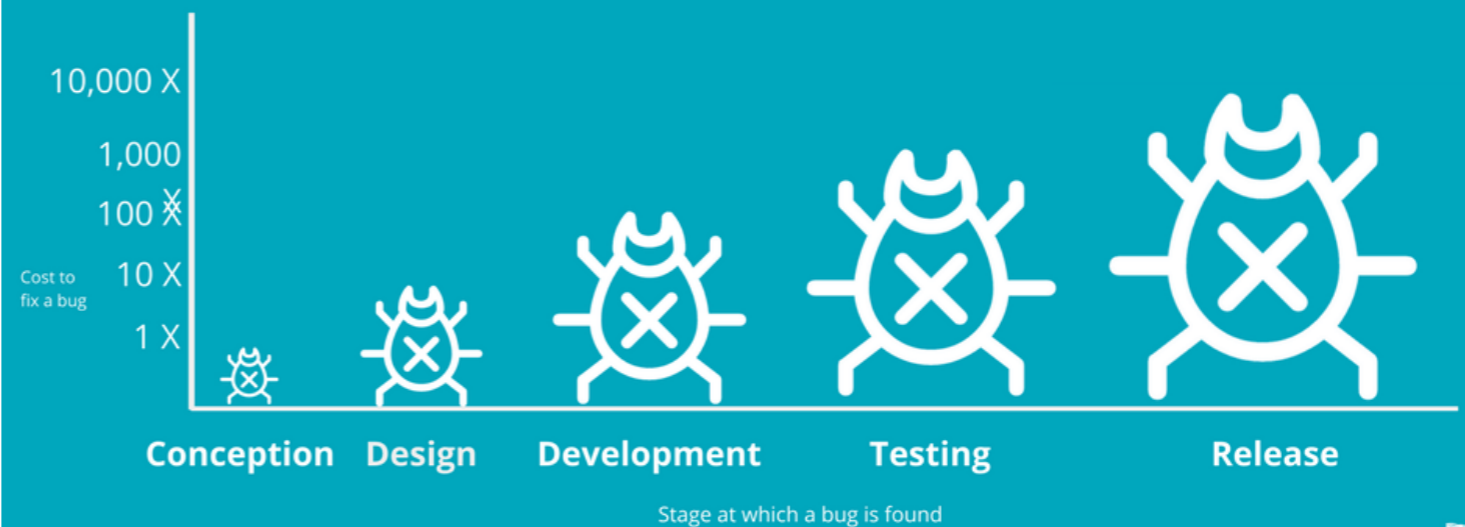 10,000 X
1,000
X
100 X
10 X
Cost to
fix a bug
1 X
Conception Design Development Testing Release
Stage at which a bug is found